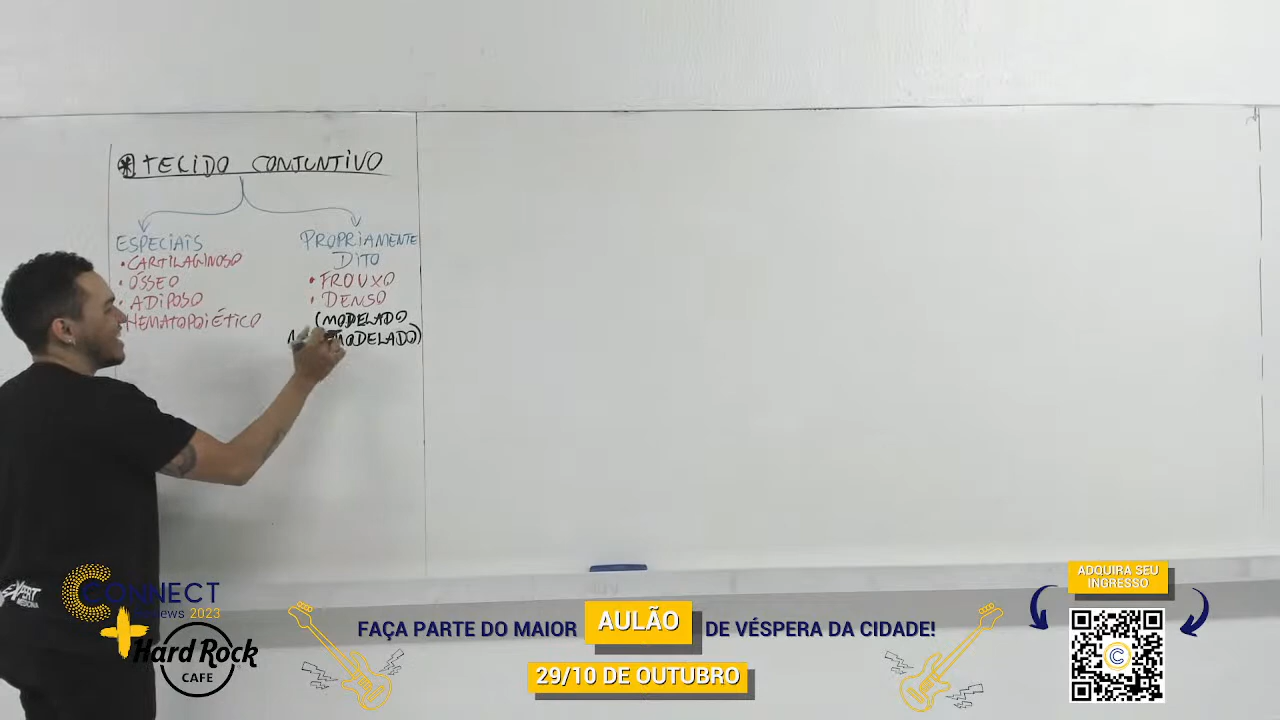 * TECIDO CONJUNTIVO
ESPECIAIS
• CARTILAGINOSO
• ÓSSEO
• ADIPOSO
HEMATOPOIÉTICO
PROPRIAMENTE
DITO
• FROUXO
• DENSO
(MODELADO
MODELADO)
EXPERT
CONNECT
2023
Hard Rock
CAFE
FAÇA PARTE DO MAIOR AULÃO DE VÉSPERA DA CIDADE!
29/10 DE OUTUBRO
ADQUIRA SEU
INGRESSO